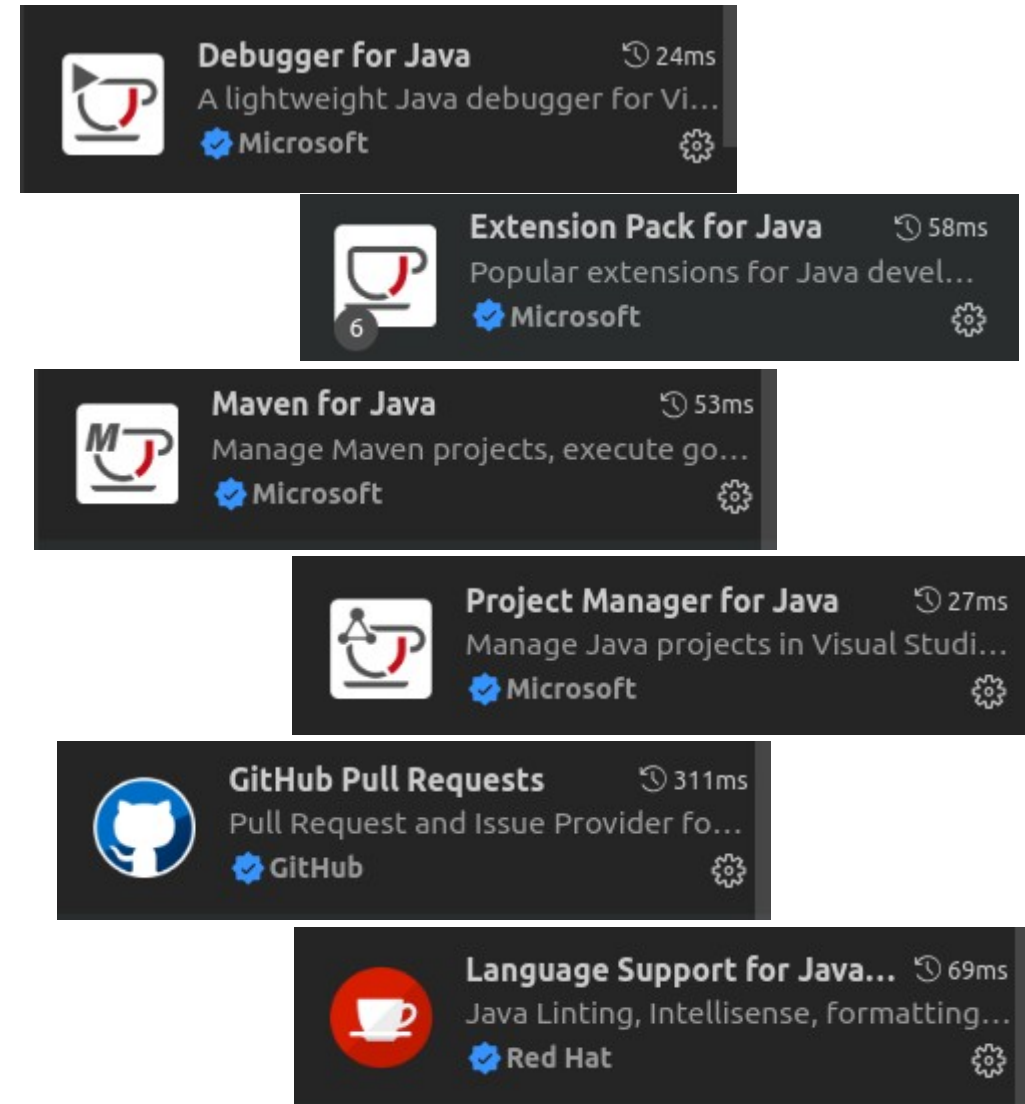 Debugger for Java 24ms
A lightweight Java debugger for Vi...
Microsoft
Extension Pack for Java 58ms
Popular extensions for Java devel...
6
Microsoft
Maven for Java 53ms
M
Manage Maven projects, execute go...
Microsoft
Project Manager for Java 27ms
Manage Java projects in Visual Studi...
Microsoft
GitHub Pull Requests 311ms
Pull Request and Issue Provider fo...
GitHub
Language Support for Java... 69ms
Java Linting, Intellisense, formatting...
Red Hat